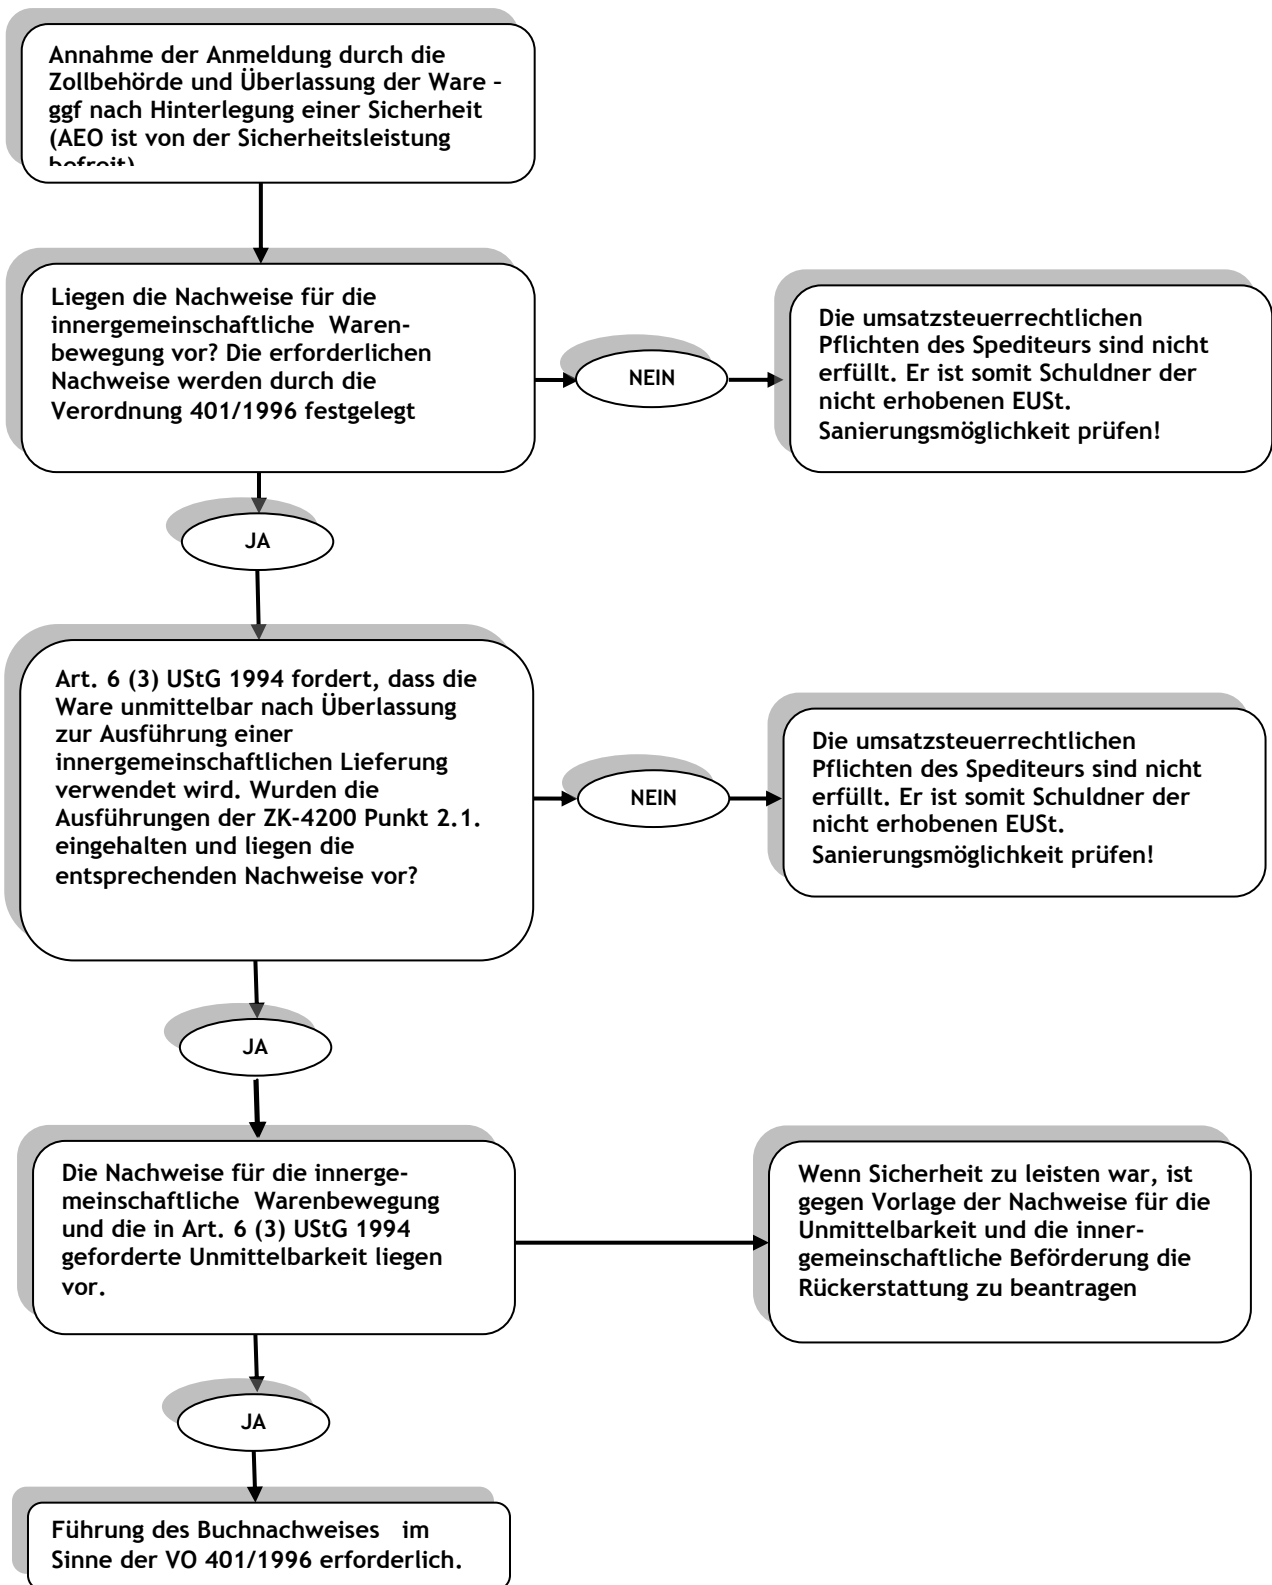 Annahme der Anmeldung durch die
Zollbehörde und Überlassung der Ware –
ggf nach Hinterlegung einer Sicherheit
(AEO ist von der Sicherheitsleistung
befreit)
Liegen die Nachweise für die
innergemeinschaftliche Waren-
bewegung vor? Die erforderlichen
Nachweise werden durch die
Verordnung 401/1996 festgelegt
NEIN
Die umsatzsteuerrechtlichen
Pflichten des Spediteurs sind nicht
erfüllt. Er ist somit Schuldner der
nicht erhobenen EUSt.
Sanierungsmöglichkeit prüfen!
JA
Art. 6 (3) UStG 1994 fordert, dass die
Ware unmittelbar nach Überlassung
zur Ausführung einer
innergemeinschaftlichen Lieferung
verwendet wird. Wurden die
Ausführungen der ZK-4200 Punkt 2.1.
eingehalten und liegen die
entsprechenden Nachweise vor?
NEIN
Die umsatzsteuerrechtlichen
Pflichten des Spediteurs sind nicht
erfüllt. Er ist somit Schuldner der
nicht erhobenen EUSt.
Sanierungsmöglichkeit prüfen!
JA
Die Nachweise für die innerge-
meinschaftliche Warenbewegung
und die in Art. 6 (3) UStG 1994
geforderte Unmittelbarkeit liegen
vor.
Wenn Sicherheit zu leisten war, ist
gegen Vorlage der Nachweise für die
Unmittelbarkeit und die inner-
gemeinschaftliche Beförderung die
Rückerstattung zu beantragen
JA
Führung des Buchnachweises im
Sinne der VO 401/1996 erforderlich.